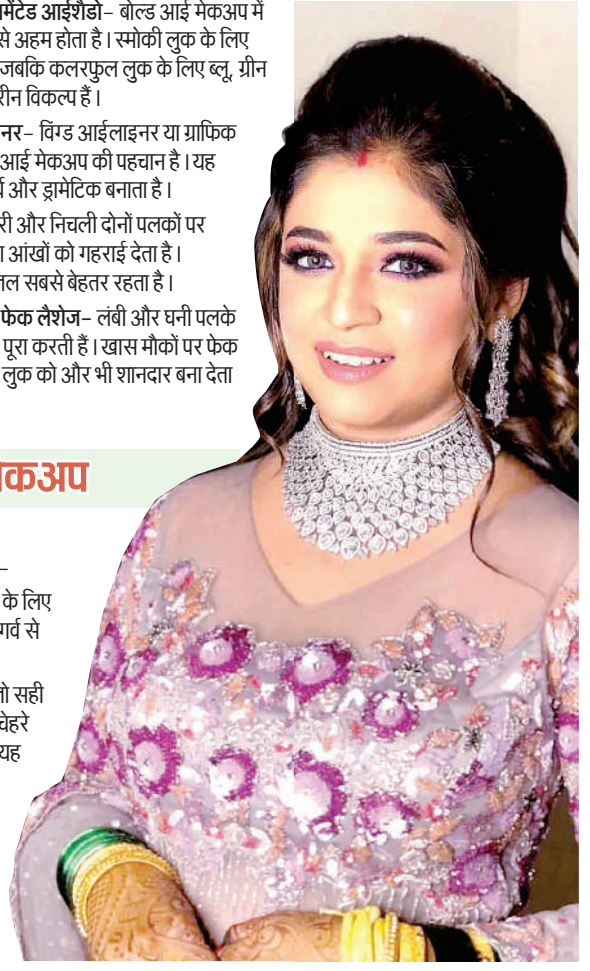 मेंटेड आईशैडो– बोल्ड आई मेकअप में
से अहम होता है। स्मोकी लुक के लिए
जबकि कलरफुल लुक के लिए ब्लू, ग्रीन
विकल्प हैं।
नर– विंग्ड आईलाइनर या ग्राफिक
आई मेकअप की पहचान है। यह
और ड्रामेटिक बनाता है।
री और निचली दोनों पलकों पर
आंखों को गहराई देता है।
सबसे बेहतर रहता है।
फेक लैशेज– लंबी और घनी पलके
पूरा करती हैं। खास मौकों पर फेक
लुक को और भी शानदार बना देता
कअप
–
के लिए
गर्व से
सही
चेहरे
यह